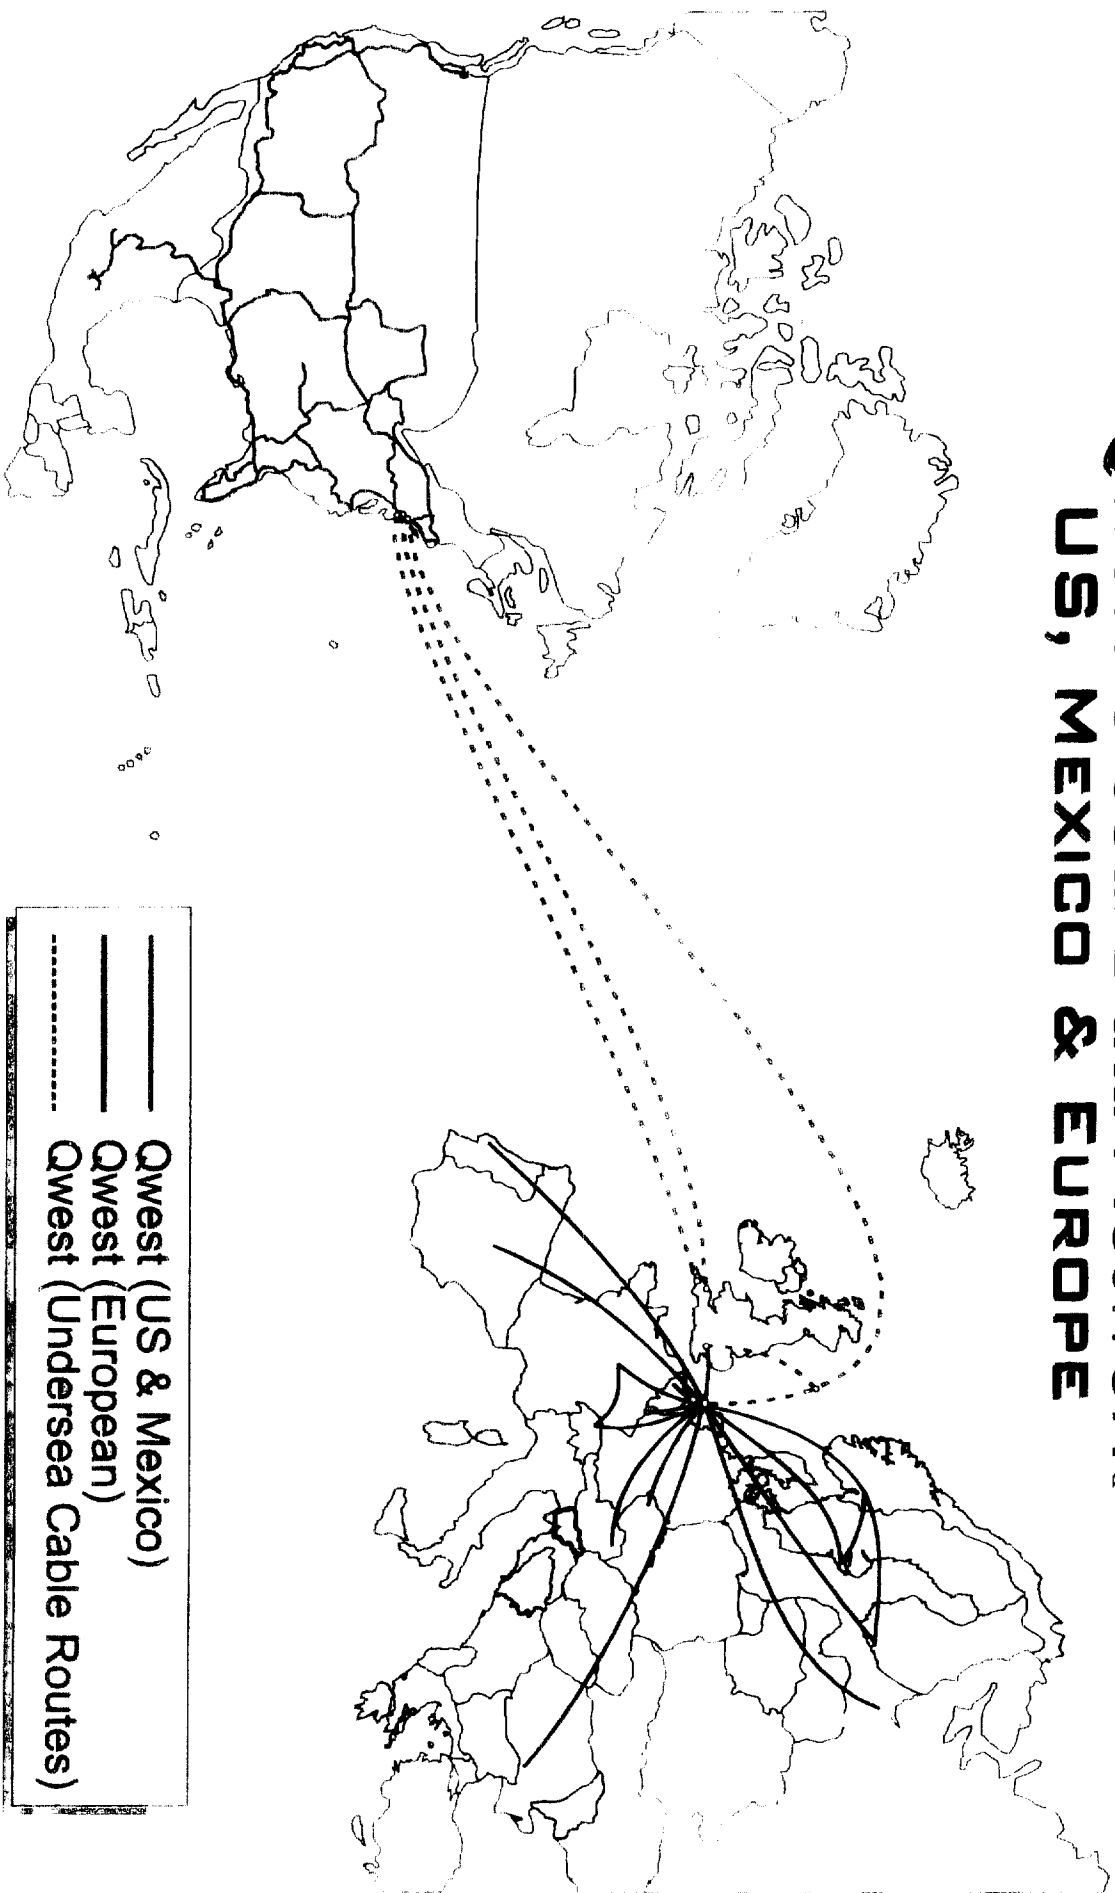 US, MEXICO & EUROPE
Qwest (US & Mexico)
Qwest (European)
Qwest (Undersea Cable Routes)